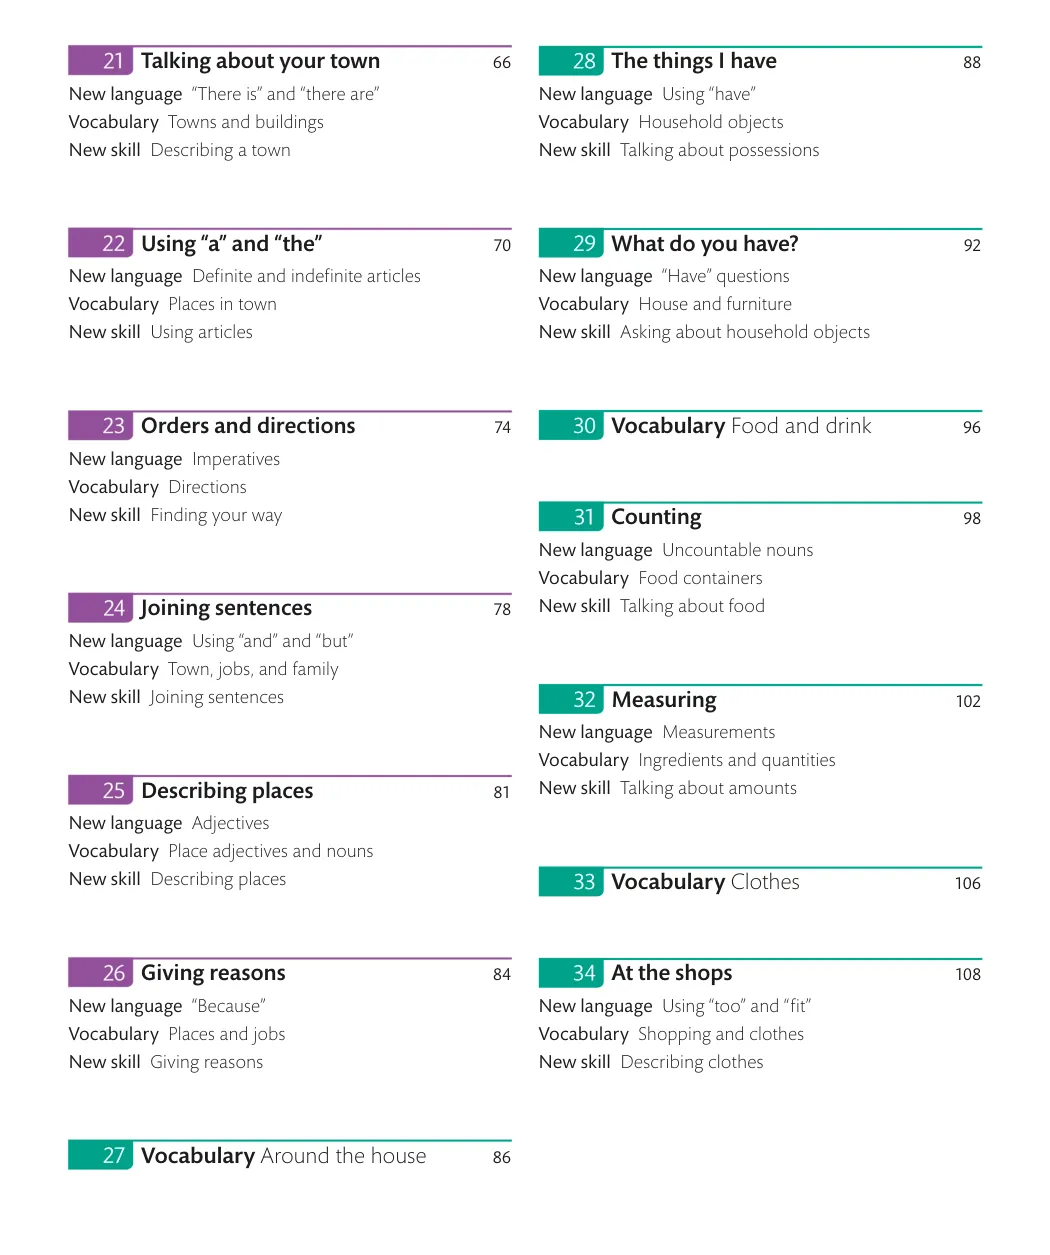 21 Talking about your town 66
New language “There is” and “there are”
Vocabulary Towns and buildings
New skill Describing a town
22 Using “a” and “the” 70
New language Definite and indefinite articles
Vocabulary Places in town
New skill Using articles
23 Orders and directions 74
New language Imperatives
Vocabulary Directions
New skill Finding your way
24 Joining sentences 78
New language Using “and” and “but”
Vocabulary Town, jobs, and family
New skill Joining sentences
25 Describing places 81
New language Adjectives
Vocabulary Place adjectives and nouns
New skill Describing places
26 Giving reasons 84
New language “Because”
Vocabulary Places and jobs
New skill Giving reasons
27 Vocabulary Around the house 86
28 The things I have 88
New language Using “have”
Vocabulary Household objects
New skill Talking about possessions
29 What do you have? 92
New language “Have” questions
Vocabulary House and furniture
New skill Asking about household objects
30 Vocabulary Food and drink 96
31 Counting 98
New language Uncountable nouns
Vocabulary Food containers
New skill Talking about food
32 Measuring 102
New language Measurements
Vocabulary Ingredients and quantities
New skill Talking about amounts
33 Vocabulary Clothes 106
34 At the shops 108
New language Using “too” and “fit”
Vocabulary Shopping and clothes
New skill Describing clothes